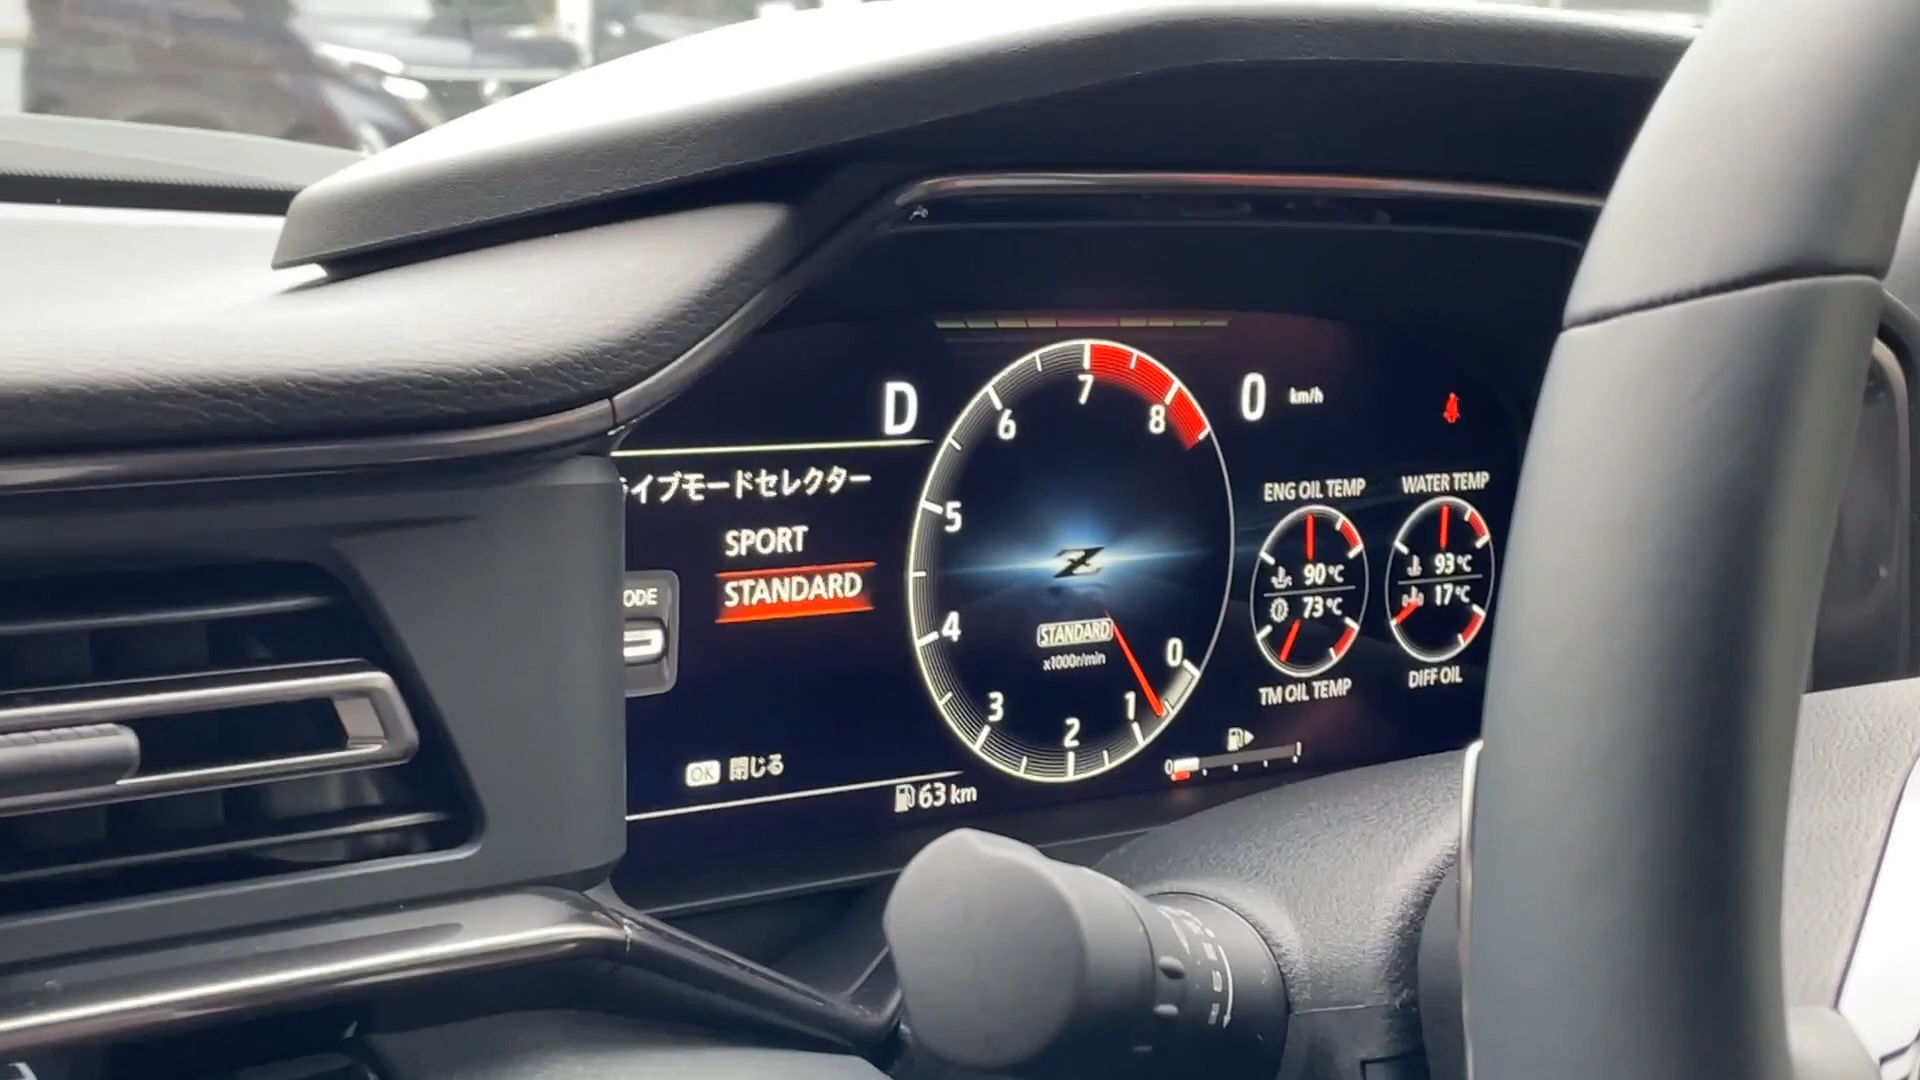 D
イブモードセレクター
SPORT
STANDARD
ODE
OK 閉じる
63 km
0
1
2
3
4
5
6
7
8
Z
STANDARD
x1000r/min
0 km/h
ENG OIL TEMP
90°C
73°C
TM OIL TEMP
WATER TEMP
93°C
17°C
DIFF OIL
0
1